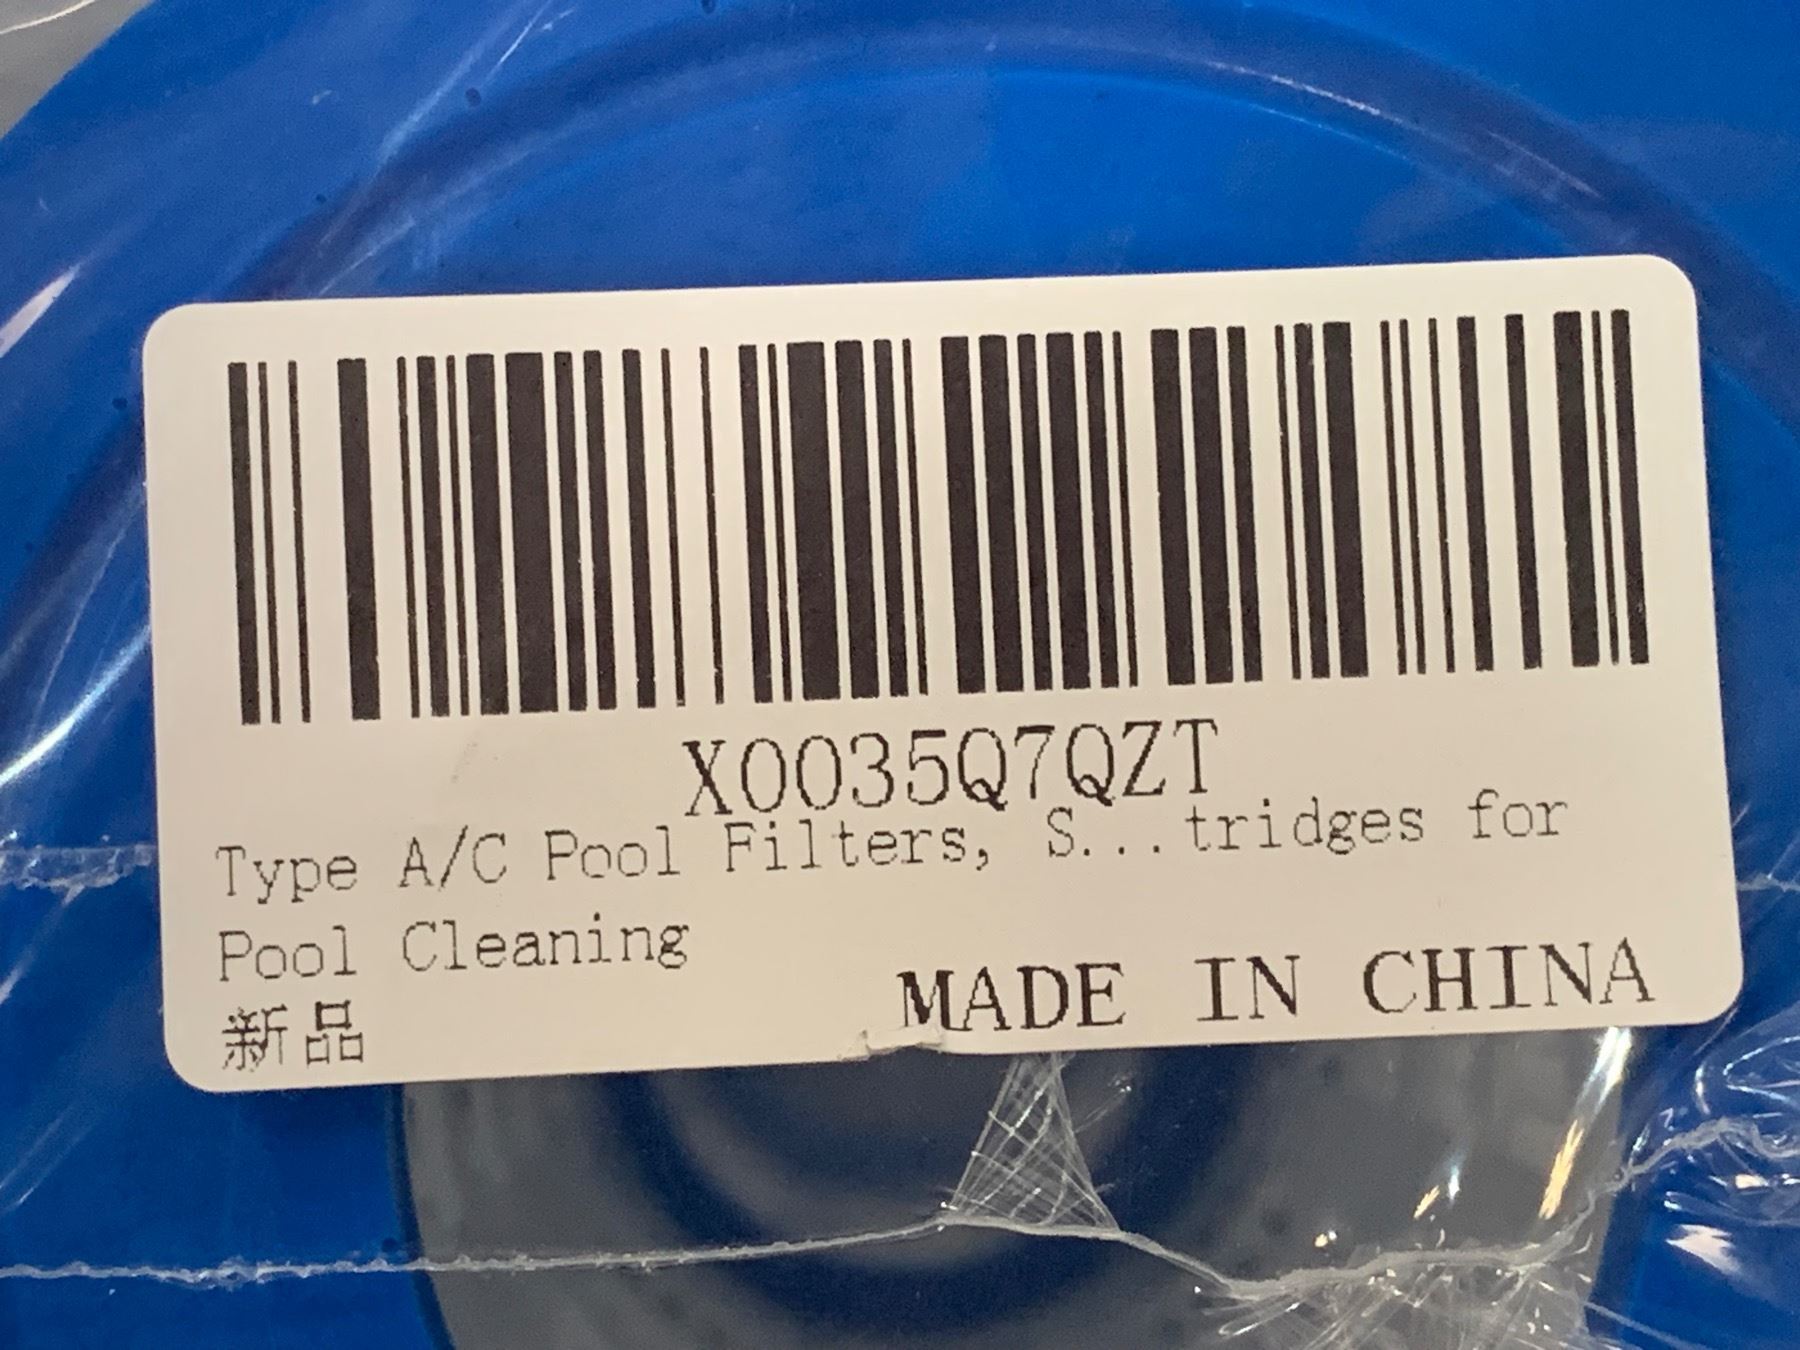 X0035Q7QZT
Type A/C Pool Filters, S...tridges for
Pool Cleaning
新品
MADE IN CHINA